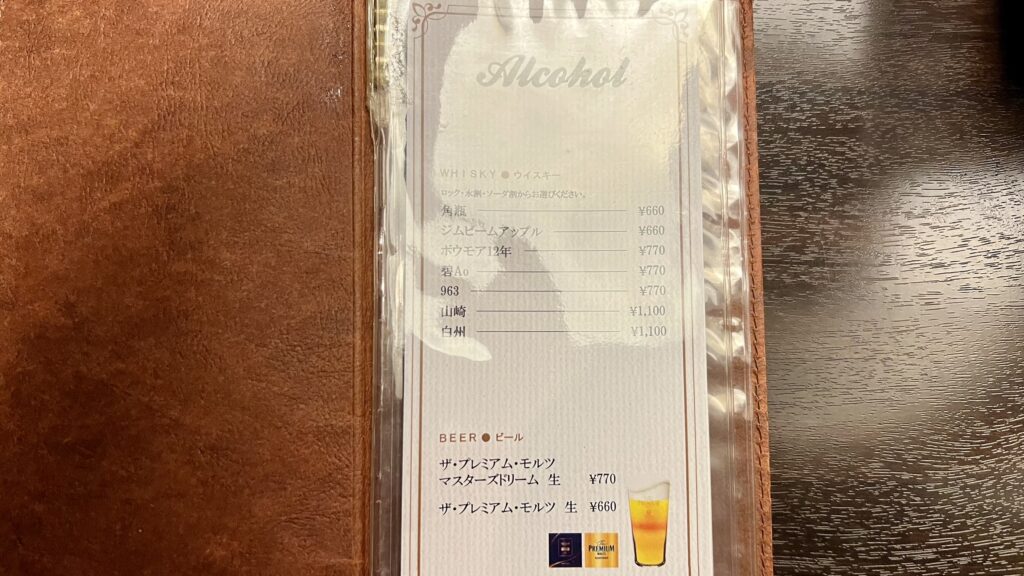 Alcohol
WHISKY●ウイスキー
ロック・水割・ソーダ割からお選びください。
角瓶 ¥660
ジムビームアップル ¥660
ボウモア12年 ¥770
碧Ao ¥770
963 ¥770
山崎 ¥1,100
白州 ¥1,100
BEER●ビール
ザ・プレミアム・モルツ
マスターズドリーム 生 ¥770
ザ・プレミアム・モルツ 生 ¥660
PREMIUM